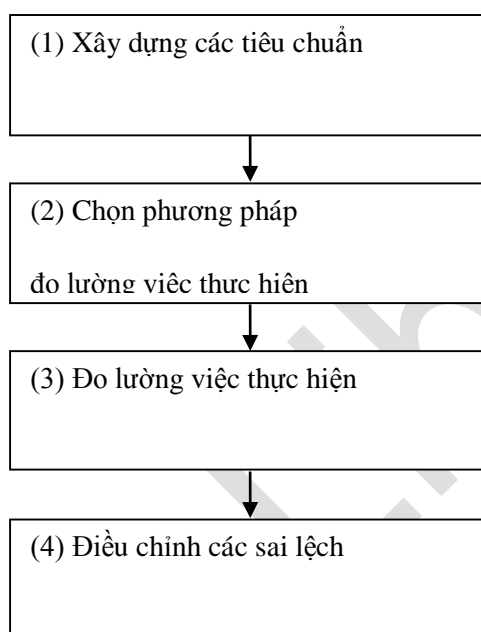 (1) Xây dựng các tiêu chuẩn
(2) Chọn phương pháp
đo lường việc thực hiện
(3) Đo lường việc thực hiện
(4) Điều chỉnh các sai lệch